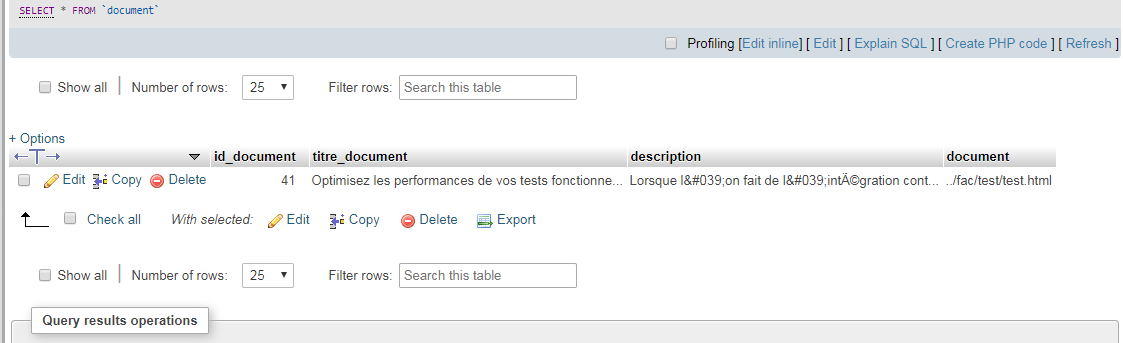 SELECT * FROM `document`
Profiling [Edit inline] [ Edit ] [ Explain SQL ] [ Create PHP code ] [ Refresh ]
Show all | Number of rows: 25 Filter rows: Search this table
+ Options
id_document titre_document description document
Edit Copy Delete 41 Optimisez les performances de vos tests fonctionne... Lorsque l&#039;on fait de l&#039;intÃ©gration cont... ../fac/test/test.html
Check all With selected: Edit Copy Delete Export
Show all | Number of rows: 25 Filter rows: Search this table
Query results operations